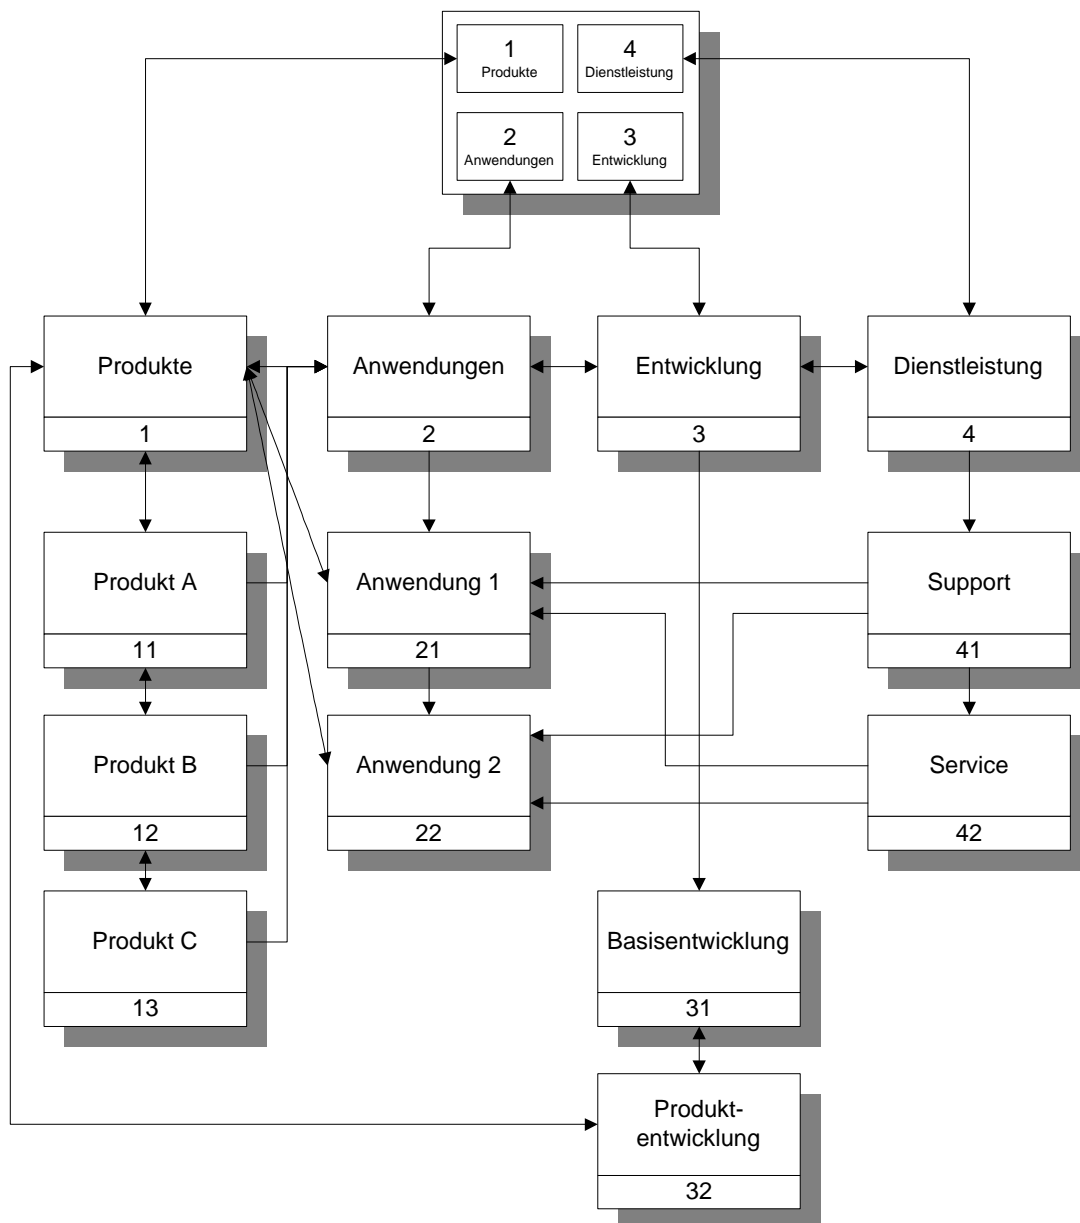 1
Produkte
4
Dienstleistung
2
Anwendungen
3
Entwicklung
Produkte
1
Anwendungen
2
Entwicklung
3
Dienstleistung
4
Produkt A
11
Anwendung 1
21
Support
41
Produkt B
12
Anwendung 2
22
Service
42
Produkt C
13
Basisentwicklung
31
Produkt-
entwicklung
32